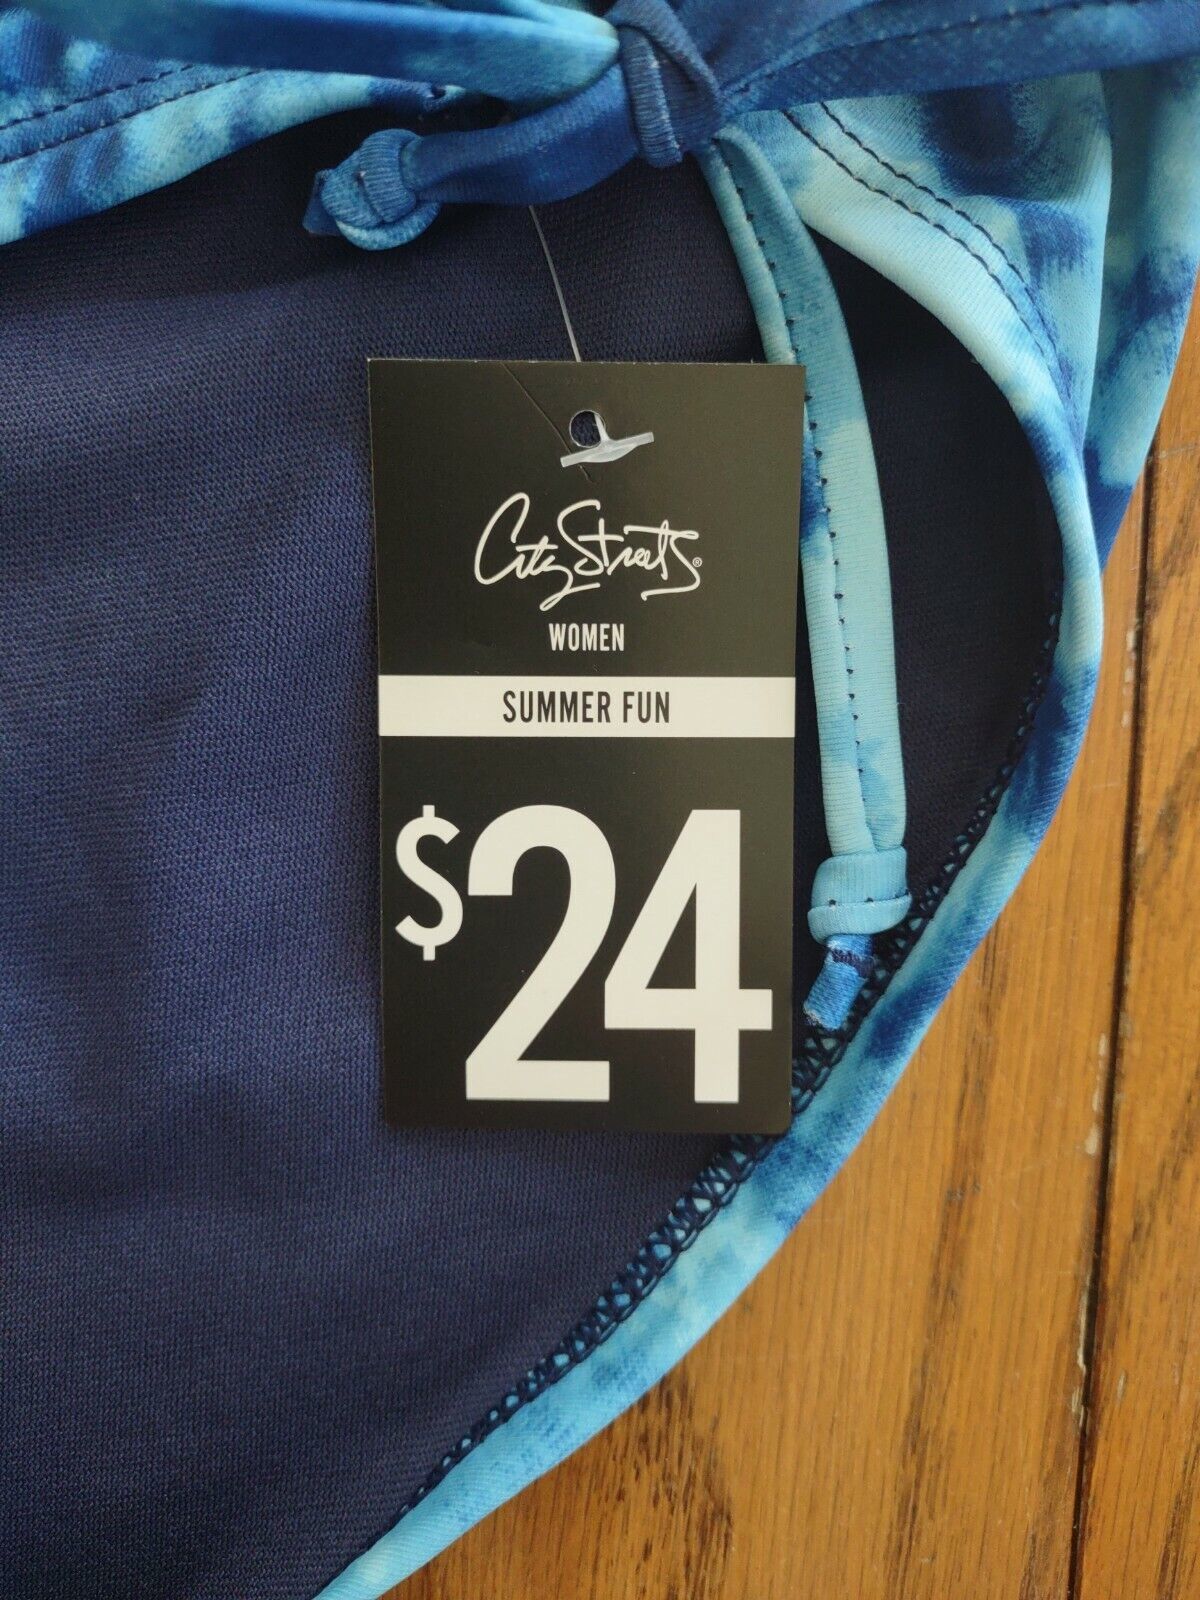 City Streets®
WOMEN
SUMMER FUN
$24